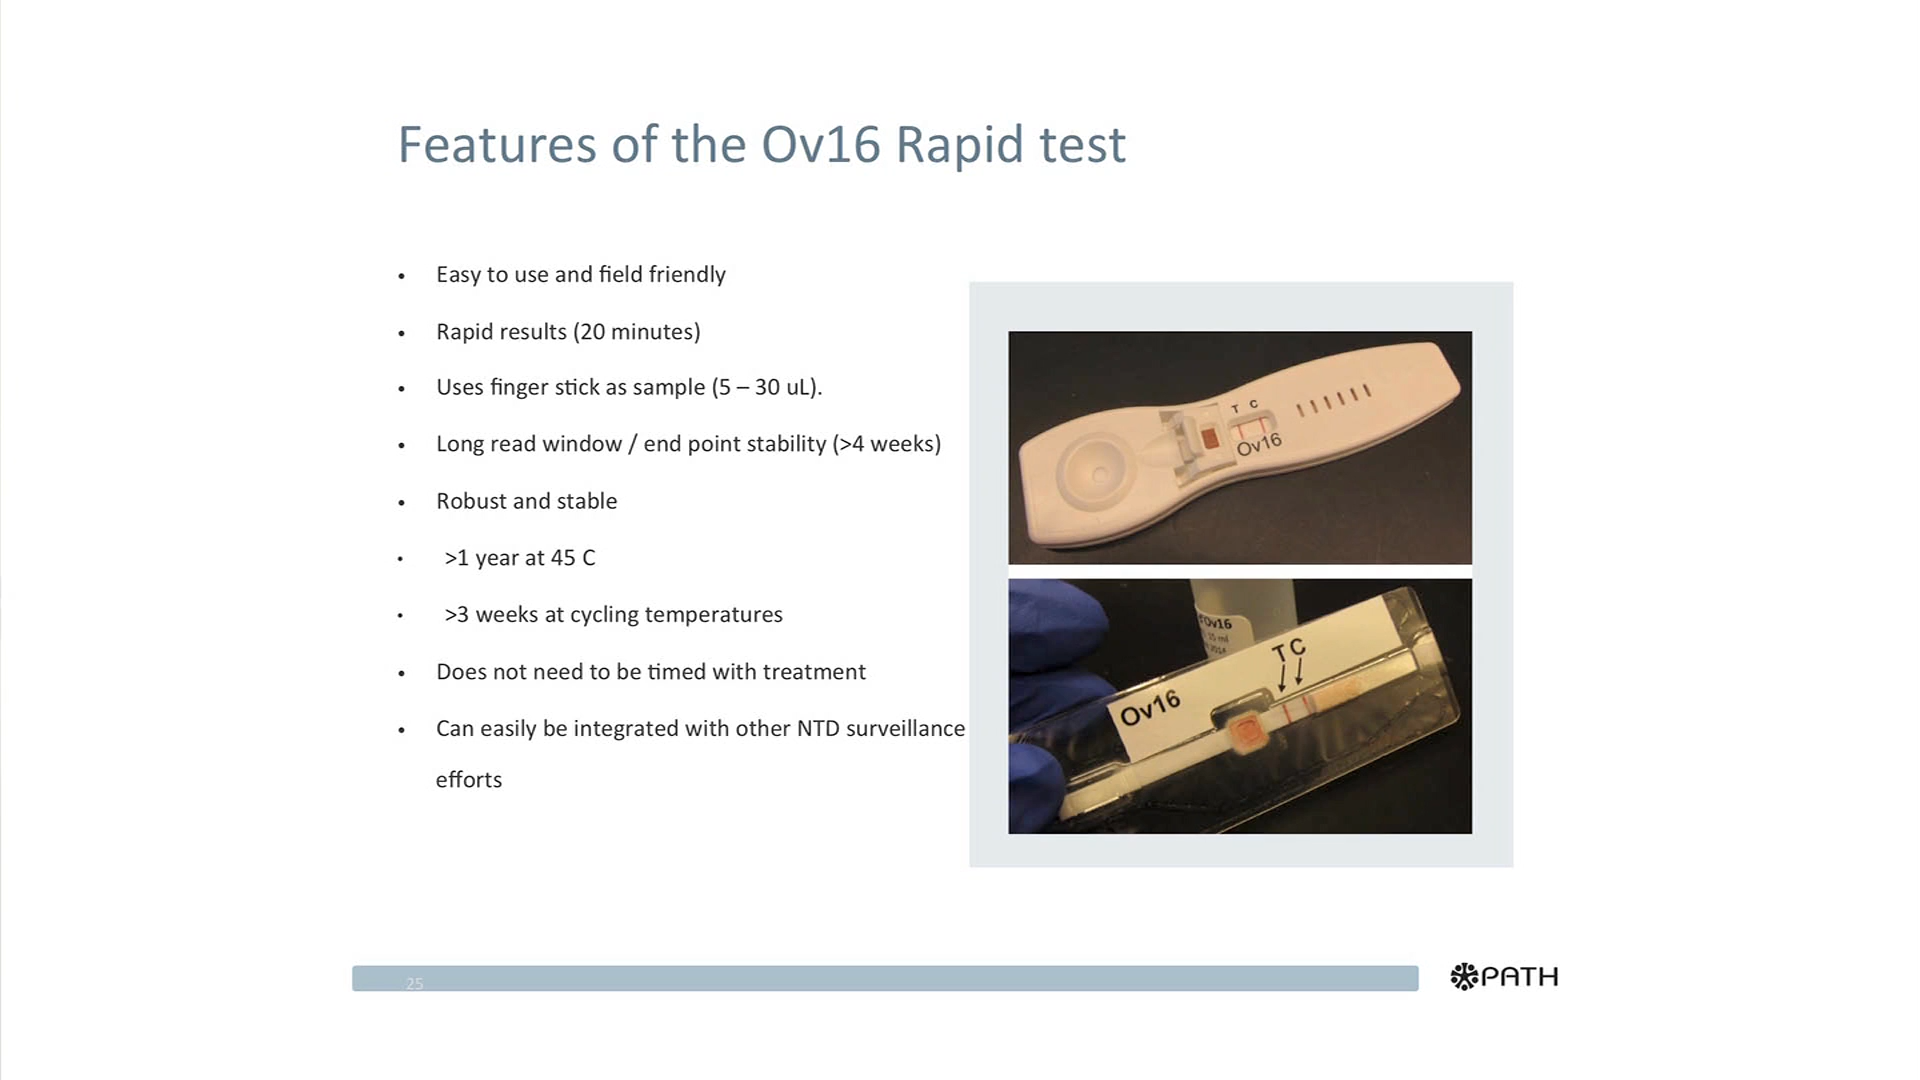 Features of the Ov16 Rapid test
• Easy to use and field friendly
• Rapid results (20 minutes)
• Uses finger stick as sample (5 – 30 uL).
• Long read window / end point stability (>4 weeks)
• Robust and stable
• >1 year at 45 C
• >3 weeks at cycling temperatures
• Does not need to be timed with treatment
• Can easily be integrated with other NTD surveillance
efforts
T C
Ov16
Ov16
15 ml
T C
Ov16
25
PATH